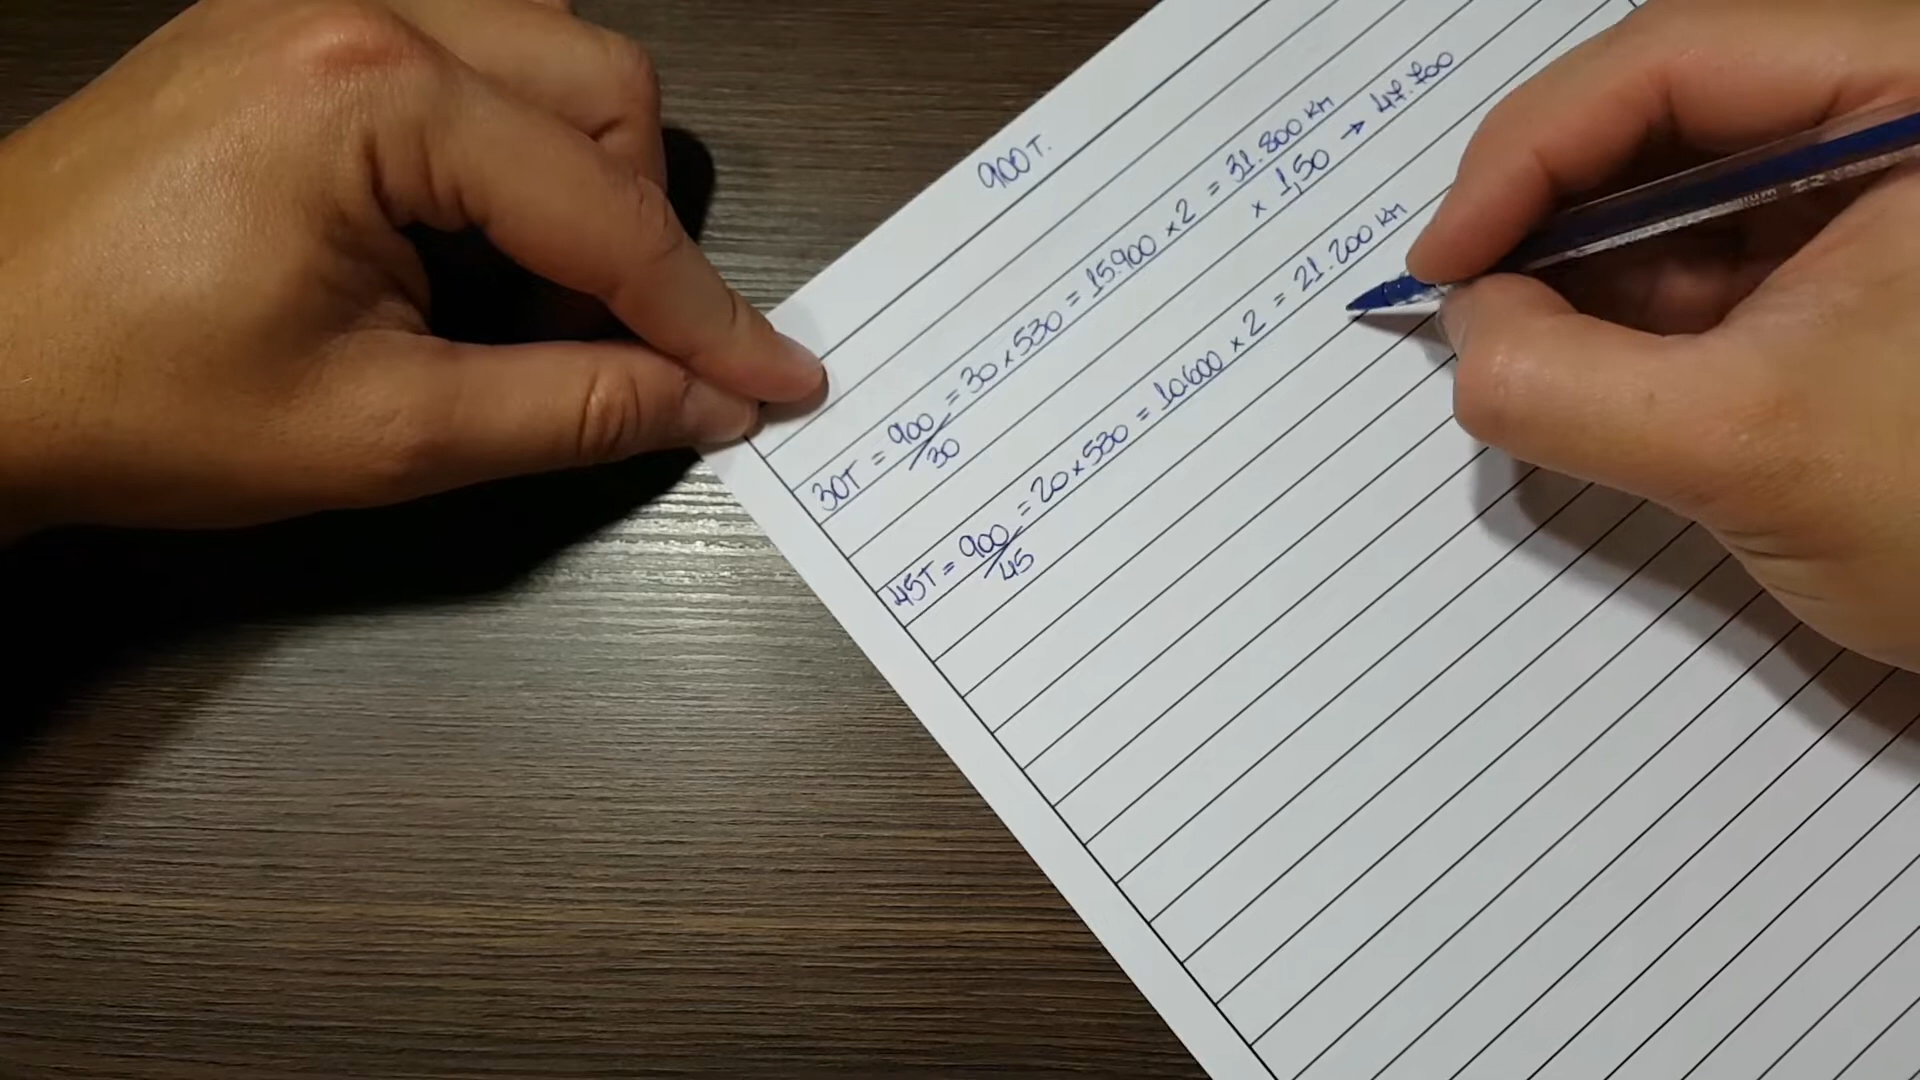 900T.
30T = 900/30 = 30 x 530 = 15.900 x 2 = 31.800 KM
x 1,50 → 47.700
45T = 900/45 = 20 x 530 = 10.600 x 2 = 21.200 KM